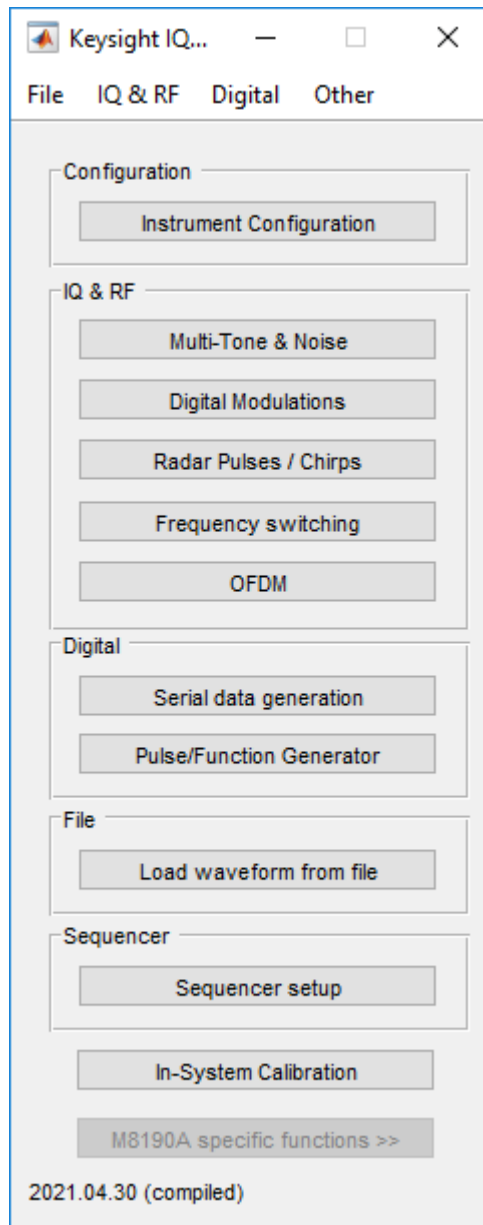 Keysight IQ...
File IQ & RF Digital Other
Configuration
Instrument Configuration
IQ & RF
Multi-Tone & Noise
Digital Modulations
Radar Pulses / Chirps
Frequency switching
OFDM
Digital
Serial data generation
Pulse/Function Generator
File
Load waveform from file
Sequencer
Sequencer setup
In-System Calibration
M8190A specific functions >>
2021.04.30 (compiled)